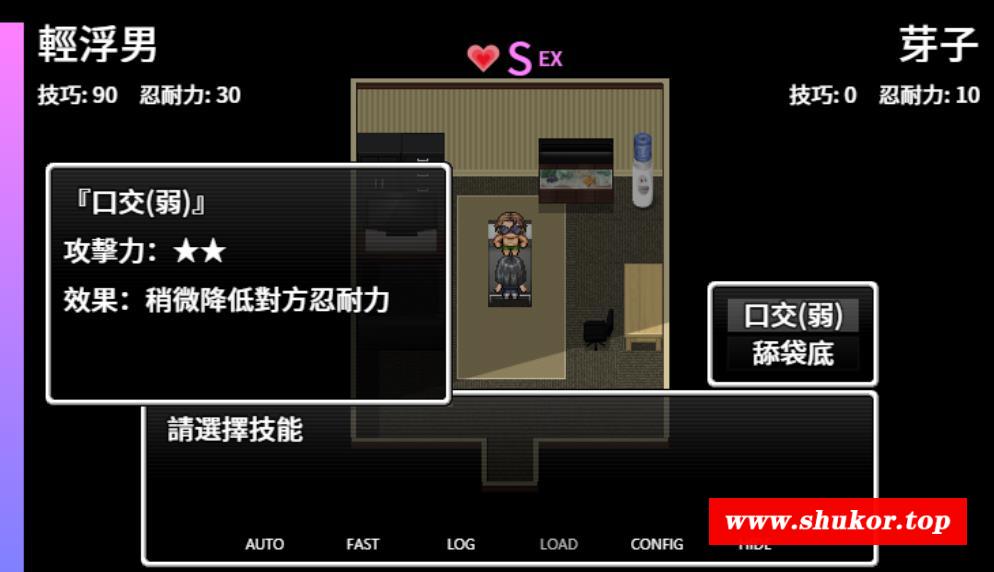 輕浮男
技巧: 90 忍耐力: 30
SEX
芽子
技巧: 0 忍耐力: 10
『口交(弱)』
攻擊力：★★
效果：稍微降低對方忍耐力
口交(弱)
舔袋底
請選擇技能
www.shukor.top
AUTO FAST LOG LOAD CONFIG HIDE